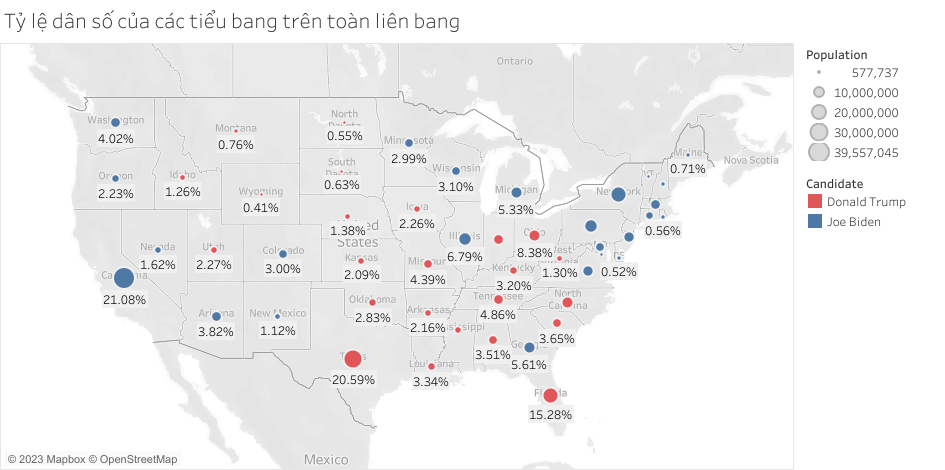 Tỷ lệ dân số của các tiểu bang trên toàn liên bang
Population
577,737
10,000,000
20,000,000
30,000,000
39,557,045
Candidate
Donald Trump
Joe Biden
Ontario
Nova Scotia
Mexico
United States
Washington
4.02%
Montana
0.76%
North Dakota
0.55%
Minnesota
2.99%
Maine
0.71%
Oregon
2.23%
Idaho
1.26%
Wyoming
0.41%
South Dakota
0.63%
Wisconsin
3.10%
Michigan
5.33%
New York
VT
0.56%
1.38%
Iowa
2.26%
Nevada
1.62%
Utah
2.27%
Colorado
3.00%
Kansas
2.09%
Missouri
4.39%
Illinois
6.79%
Ohio
8.38%
West
1.30%
0.52%
Kentucky
3.20%
California
21.08%
Arizona
3.82%
New Mexico
1.12%
Oklahoma
2.83%
Arkansas
2.16%
Tennessee
4.86%
North Carolina
3.65%
3.51%
5.61%
Texas
20.59%
Louisiana
3.34%
Florida
15.28%
© 2023 Mapbox © OpenStreetMap